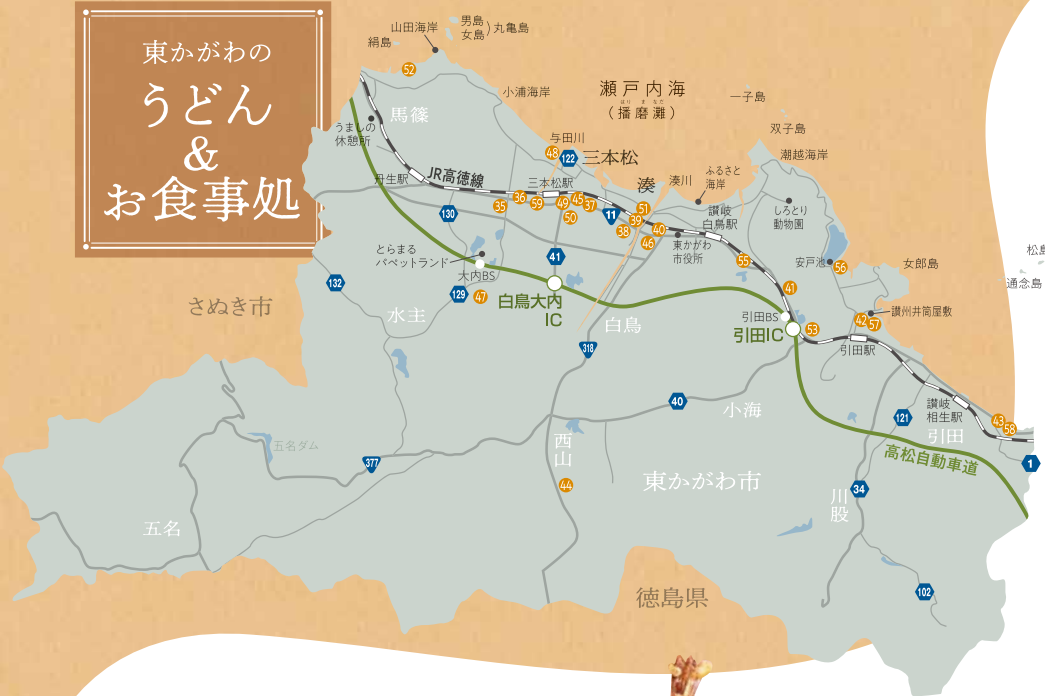 東かがわの
うどん
&
お食事処
山田海岸
男島
女島
丸亀島
絹島
52
小浦海岸
瀬戸内海
はりまなだ
(播磨灘)
一子島
双子島
潮越海岸
馬篠
うましの
休憩所
与田川
48
122
三本松
丹生駅
JR高徳線
三本松駅
湊
湊川
ふるさと
海岸
35
36
59
49
45
37
50
11
51
39
38
40
46
讃岐
白鳥駅
しろとり
動物園
130
東かがわ
市役所
とらまる
パペットランド
大内BS
41
55
安戸池
56
女郎島
松島
通念島
132
129
47
白鳥大内
IC
41
さぬき市
水主
白鳥
引田BS
引田IC
53
42
57
讃州井筒屋敷
引田駅
318
40
小海
讃岐
相生駅
121
引田
43
58
五名ダム
377
西山
44
東かがわ市
高松自動車道
1
34
川股
五名
102
徳島県